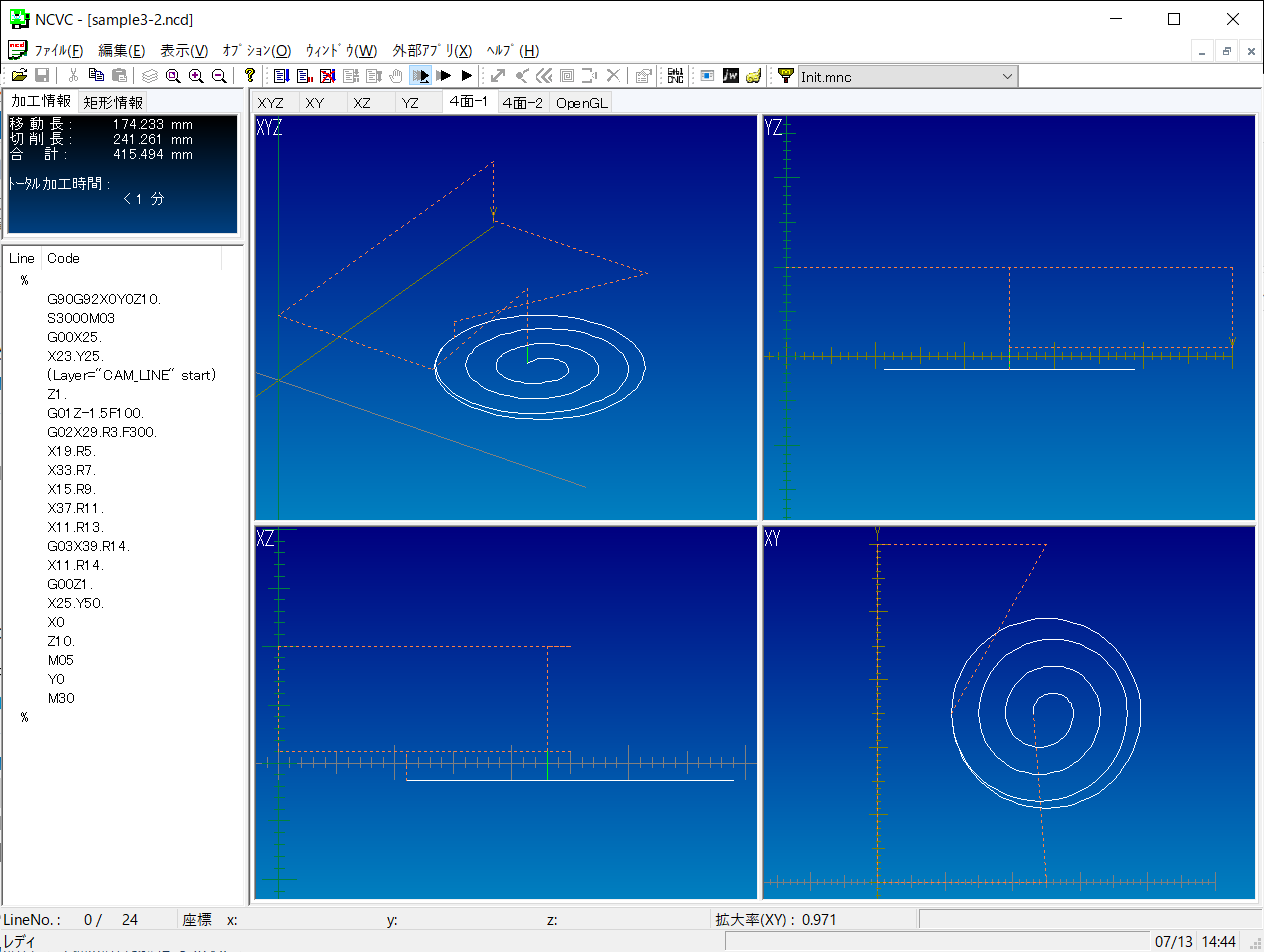 NCVC - [sample3-2.ncd]
ﾌｧｲﾙ(F) 編集(E) 表示(V) ｵﾌﾟｼｮﾝ(O) ｳｨﾝﾄﾞｳ(W) 外部ｱﾌﾟﾘ(X) ﾍﾙﾌﾟ(H)
Init.mnc
加工情報 矩形情報
移 動 長 : 174.233 mm
切 削 長 : 241.261 mm
合 計 : 415.494 mm
ﾄｰﾀﾙ加工時間 :
< 1 分
XYZ XY XZ YZ 4面-1 4面-2 OpenGL
XYZ
YZ
XZ
XY
Line Code
%
G90G92X0Y0Z10.
S3000M03
G00X25.
X23.Y25.
(Layer="CAM_LINE" start)
Z1.
G01Z-1.5F100.
G02X29.R3.F300.
X19.R5.
X33.R7.
X15.R9.
X37.R11.
X11.R13.
G03X39.R14.
X11.R14.
G00Z1.
X25.Y50.
X0
Z10.
M05
Y0
M30
%
LineNo. : 0 / 24 座標 x: y: z: 拡大率(XY) : 0.971
レディ 07/13 14:44